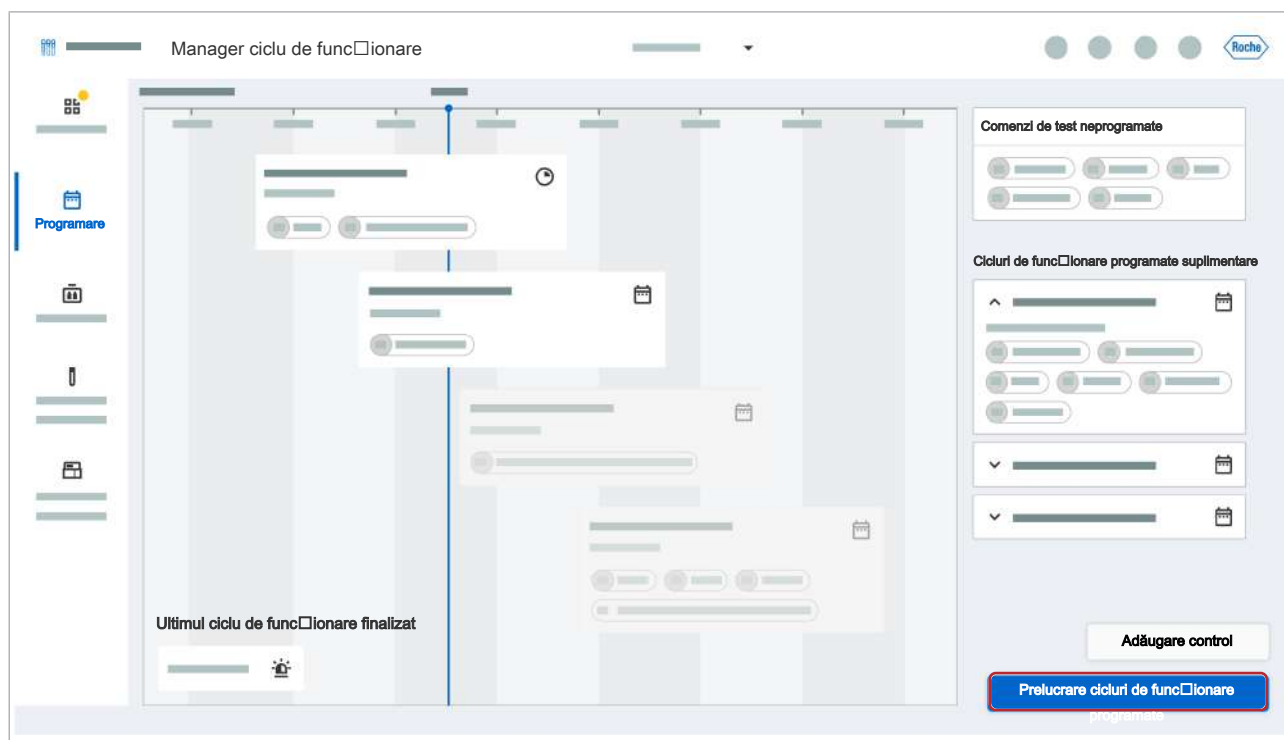 Manager ciclu de func□ionare
Roche
Programare
Comenzi de test neprogramate
Cicluri de func□ionare programate suplimentare
Ultimul ciclu de func□ionare finalizat
Adăugare control
Prelucrare cicluri de func□ionare
programate